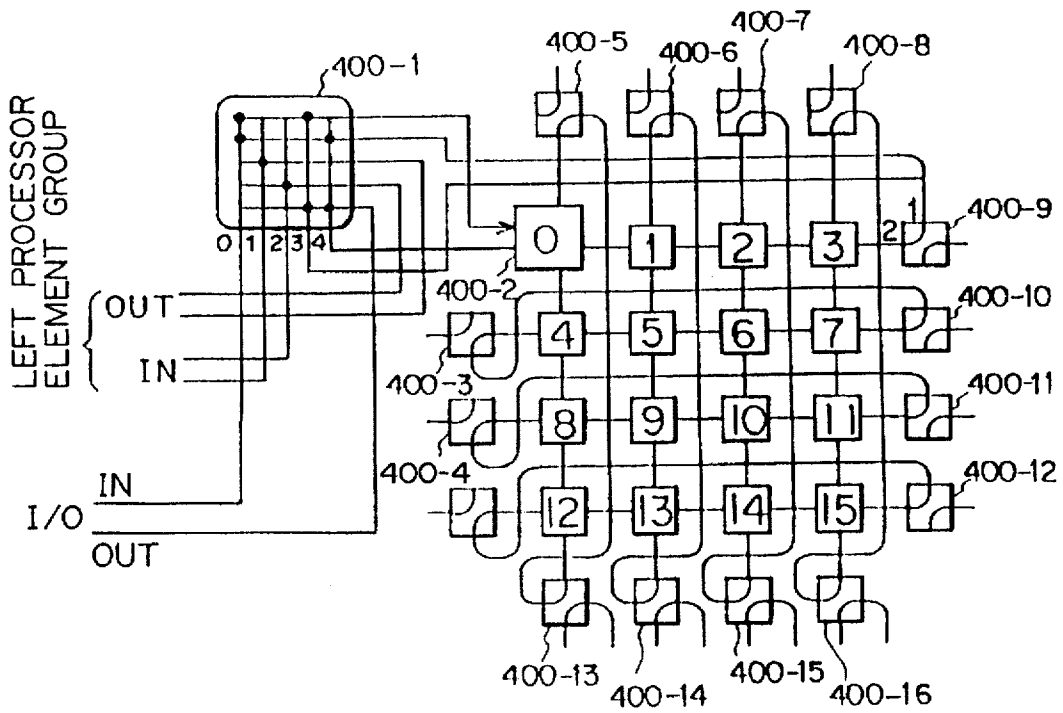 400-5
400-6
400-7
400-8
400-1
LEFT PROCESSOR
ELEMENT GROUP
0 1 2 3 4
0 1 2 3
2 1
400-9
OUT
IN
400-2
400-10
4 5 6 7
400-3
400-11
8 9 10 11
400-4
400-12
IN
I/O
OUT
12 13 14 15
400-13
400-14
400-15
400-16